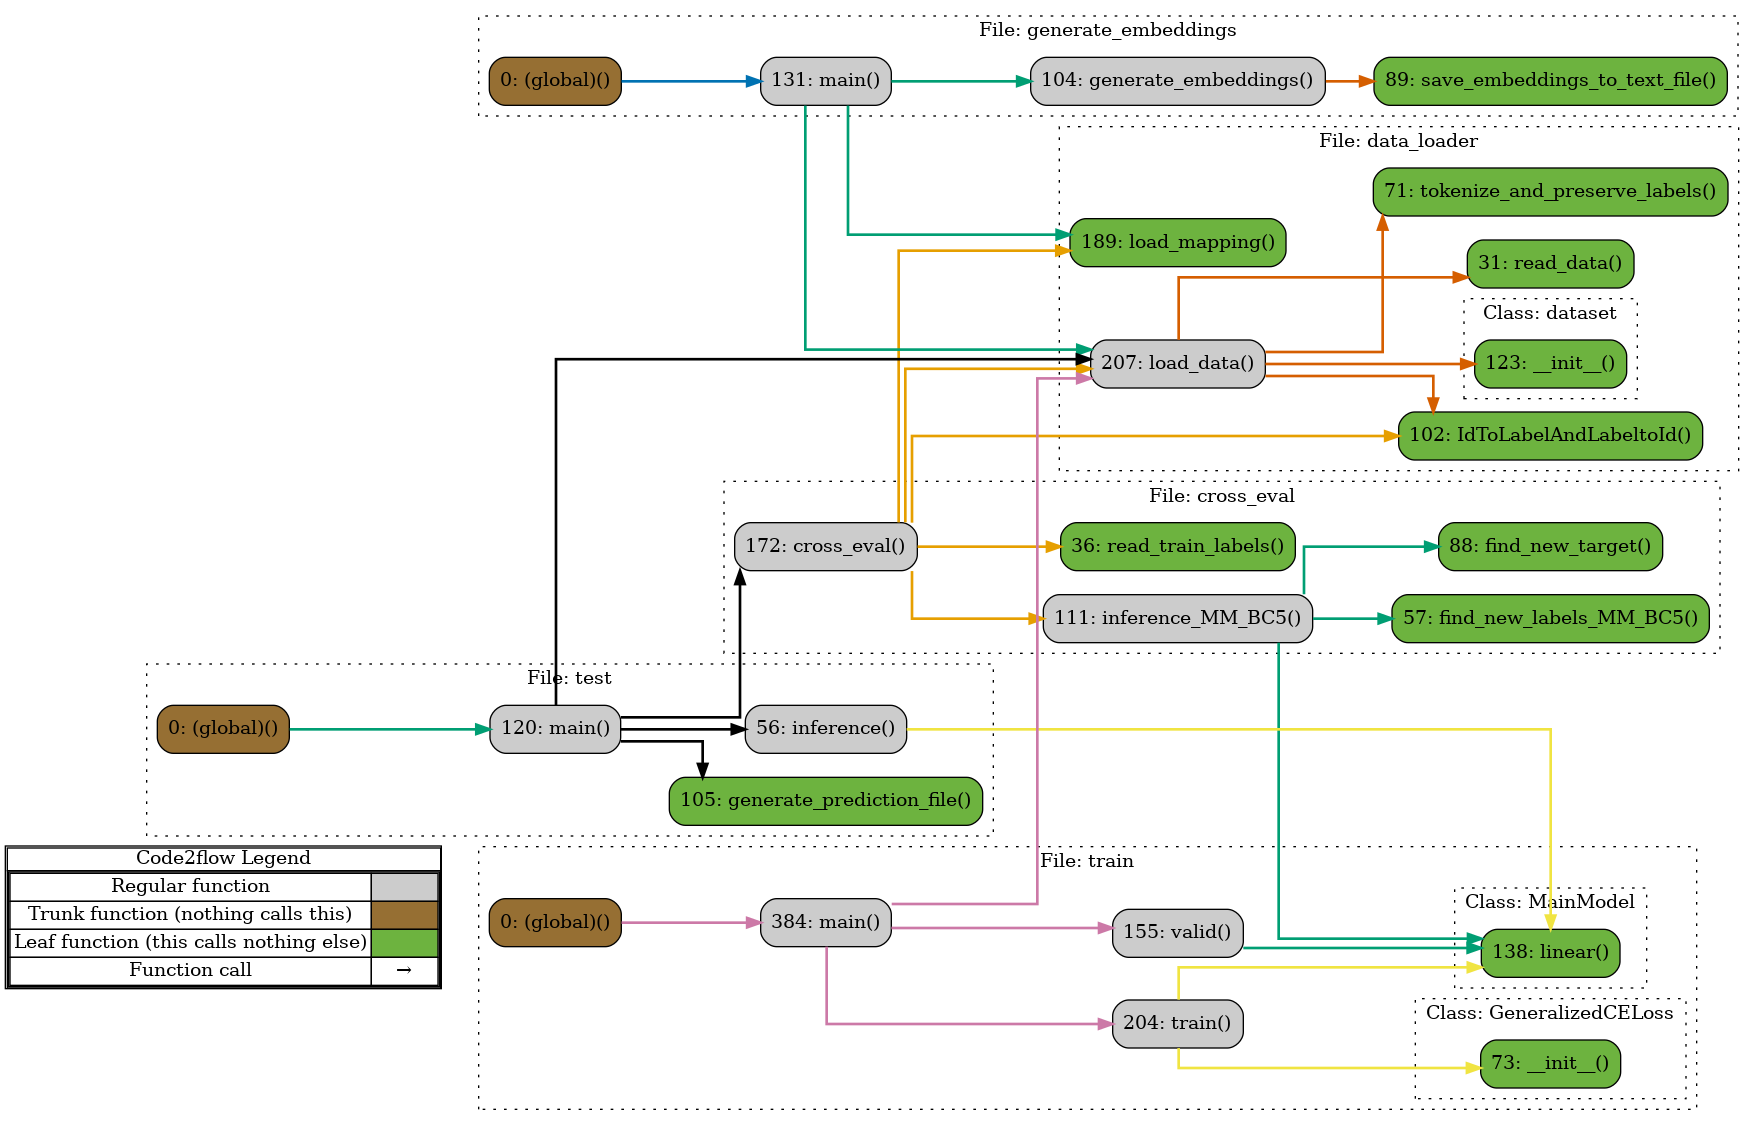 File: generate_embeddings
0: (global)()
131: main()
104: generate_embeddings()
89: save_embeddings_to_text_file()
File: data_loader
71: tokenize_and_preserve_labels()
189: load_mapping()
31: read_data()
Class: dataset
207: load_data()
123: __init__()
102: IdToLabelAndLabeltoId()
File: cross_eval
172: cross_eval()
36: read_train_labels()
88: find_new_target()
111: inference_MM_BC5()
57: find_new_labels_MM_BC5()
File: test
0: (global)()
120: main()
56: inference()
105: generate_prediction_file()
Code2flow Legend
Regular function
Trunk function (nothing calls this)
Leaf function (this calls nothing else)
Function call
→
File: train
0: (global)()
384: main()
155: valid()
Class: MainModel
138: linear()
204: train()
Class: GeneralizedCELoss
73: __init__()